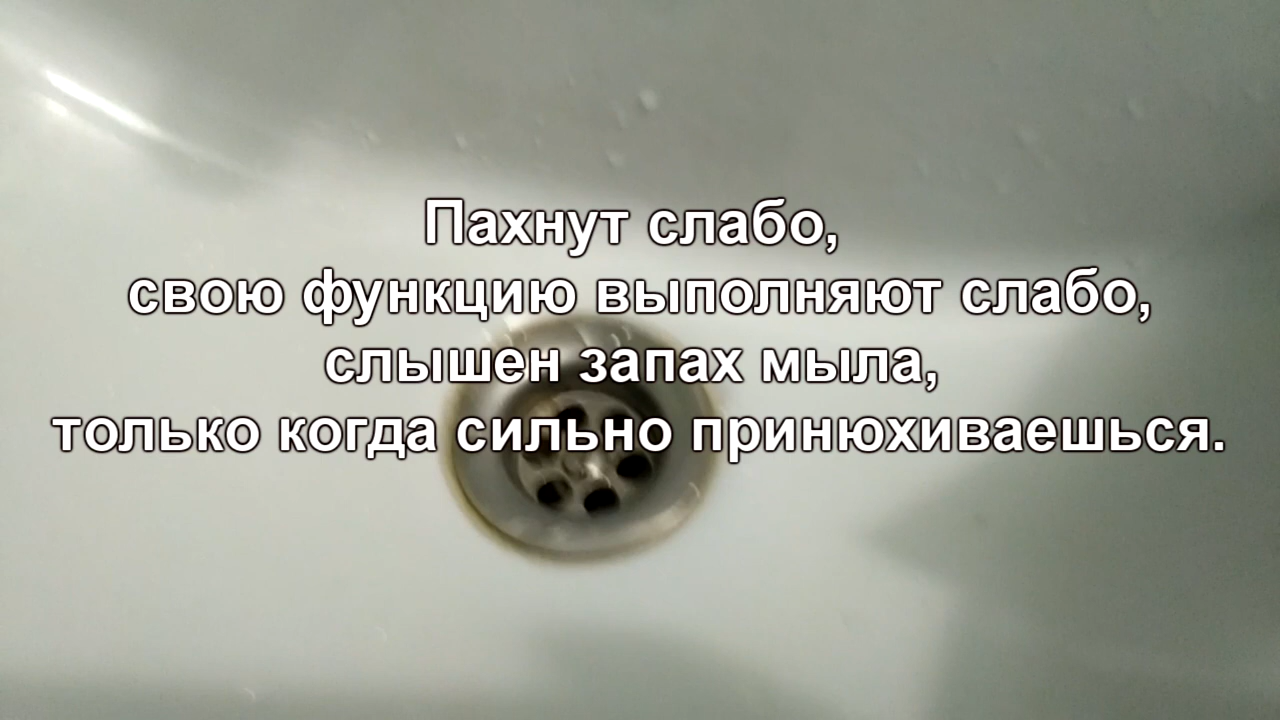 Пахнут слабо,
свою функцию выполняют слабо,
слышен запах мыла,
только когда сильно принюхиваешься.